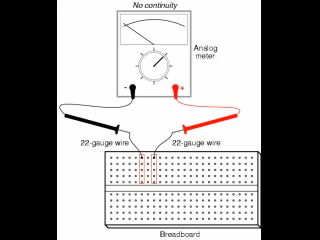 No continuity
Analog
meter
-
+
22-gauge wire
22-gauge wire
Breadboard